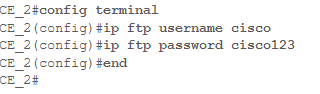 CE_2#config terminal
CE_2(config)#ip ftp username cisco
CE_2(config)#ip ftp password cisco123
CE_2(config)#end
CE_2#